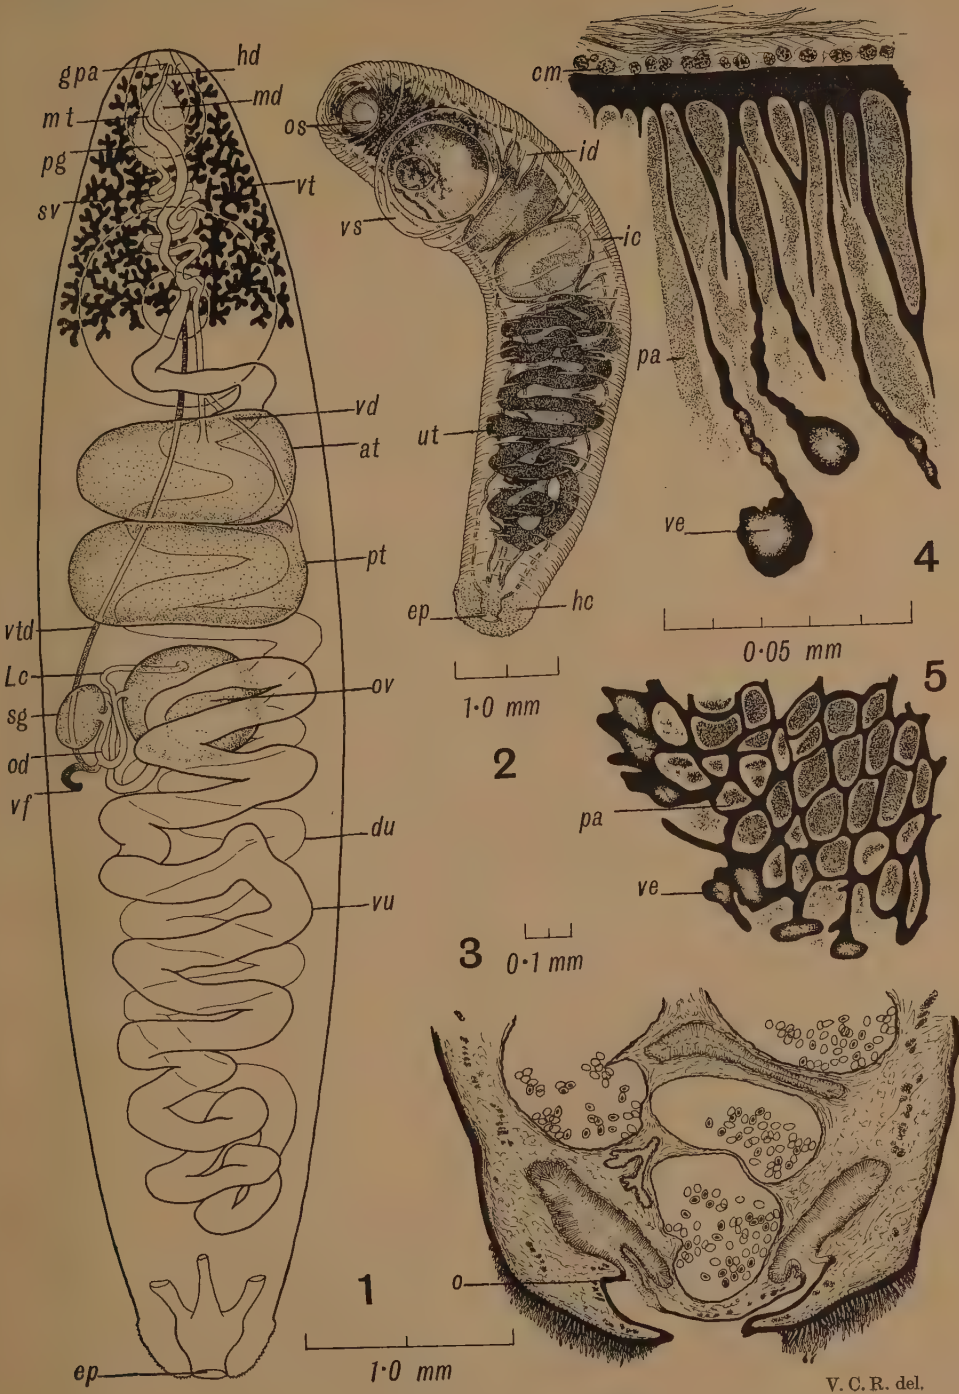 gpa
hd
mt
md
pg
sv
vt
vd
at
pt
vtd
Lc
sg
ov
od
vf
du
vu
ep
1
1·0 mm
os
id
vs
ic
ut
ep
hc
1·0 mm
2
cm
pa
ve
4
0·05 mm
5
pa
ve
3
0·1 mm
o
V. C. R. del.